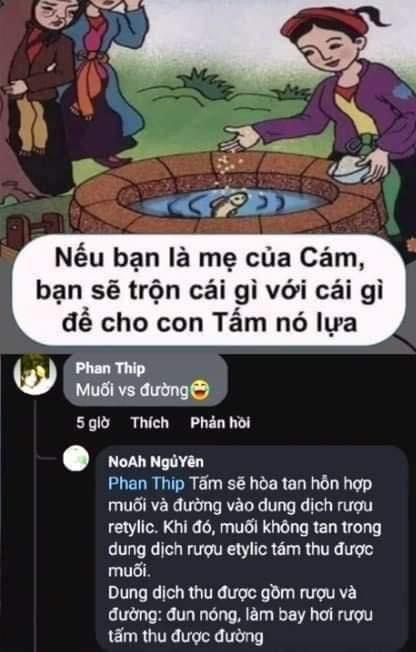 Nếu bạn là mẹ của Cám,
bạn sẽ trộn cái gì với cái gì
để cho con Tấm nó lựa
Phan Thip
Muối vs đường😂
5 giờ Thích Phản hồi
NoAh NgủYên
Phan Thip Tấm sẽ hòa tan hỗn hợp
muối và đường vào dung dịch rượu
retylic. Khi đó, muối không tan trong
dung dịch rượu etylic tám thu được
muối.
Dung dịch thu được gồm rượu và
đường: đun nóng, làm bay hơi rượu
tấm thu được đường